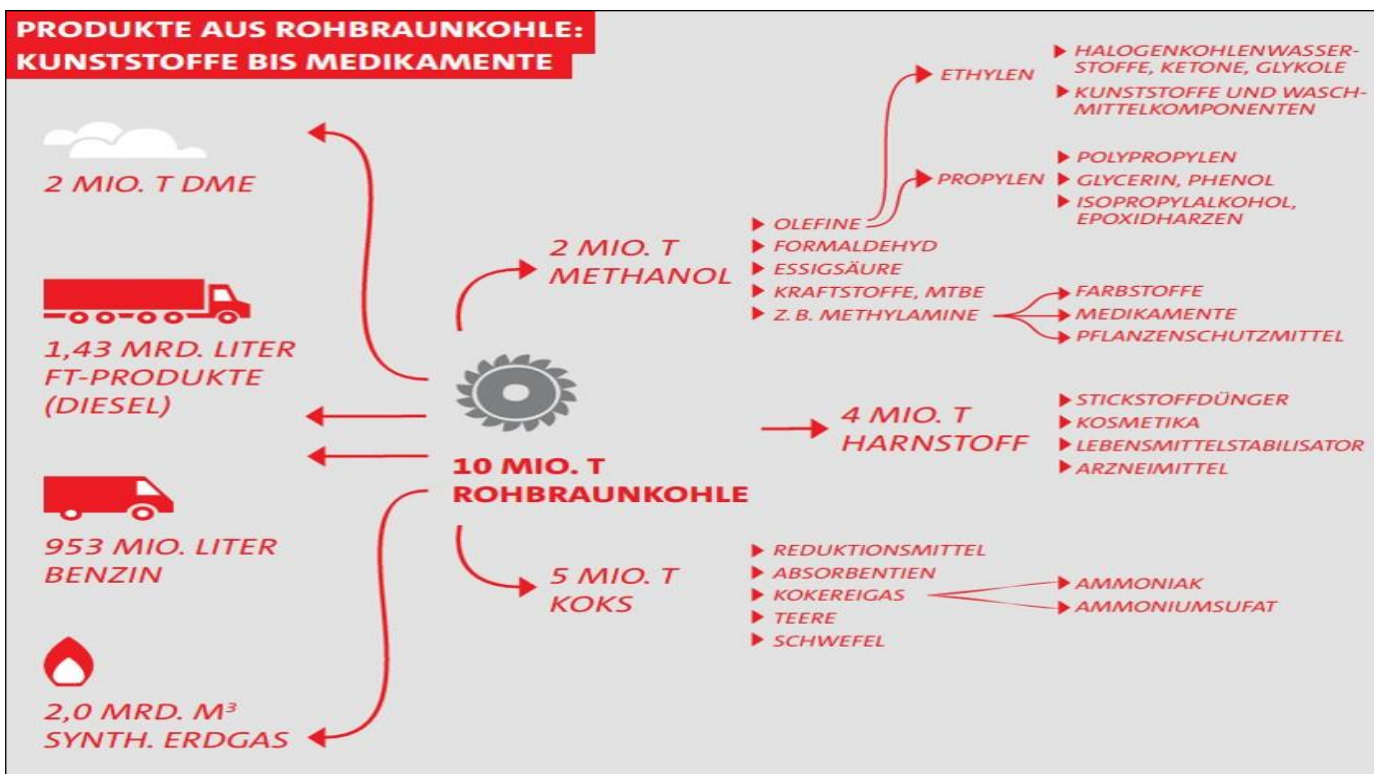 PRODUKTE AUS ROHBRAUNKOHLE:
KUNSTSTOFFE BIS MEDIKAMENTE
2 MIO. T DME
1,43 MRD. LITER
FT-PRODUKTE
(DIESEL)
953 MIO. LITER
BENZIN
2,0 MRD. M³
SYNTH. ERDGAS
10 MIO. T
ROHBRAUNKOHLE
2 MIO. T
METHANOL
OLEFINE
FORMALDEHYD
ESSIGSÄURE
KRAFTSTOFFE, MTBE
Z. B. METHYLAMINE
ETHYLEN
HALOGENKOHLENWASSER-
STOFFE, KETONE, GLYKOLE
KUNSTSTOFFE UND WASCH-
MITTELKOMPONENTEN
PROPYLEN
POLYPROPYLEN
GLYCERIN, PHENOL
ISOPROPYLALKOHOL,
EPOXIDHARZEN
FARBSTOFFE
MEDIKAMENTE
PFLANZENSCHUTZMITTEL
4 MIO. T
HARNSTOFF
STICKSTOFFDÜNGER
KOSMETIKA
LEBENSMITTELSTABILISATOR
ARZNEIMITTEL
5 MIO. T
KOKS
REDUKTIONSMITTEL
ABSORBENTIEN
KOKEREIGAS
TEERE
SCHWEFEL
AMMONIAK
AMMONIUMSUFAT